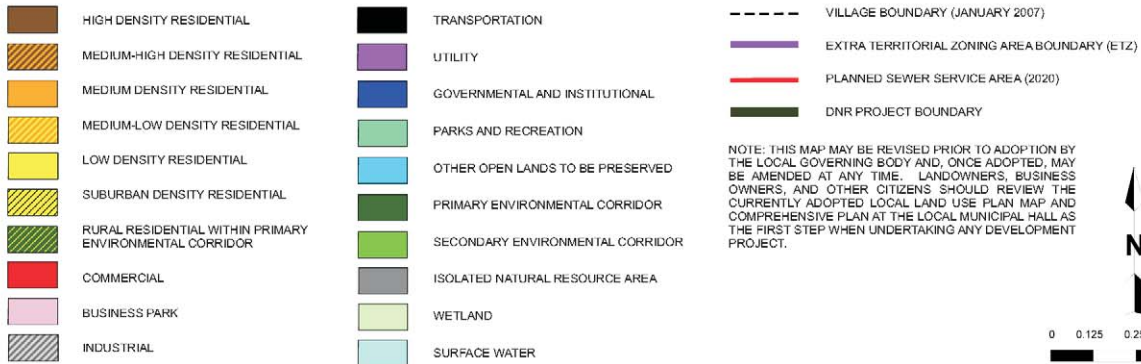 HIGH DENSITY RESIDENTIAL
MEDIUM-HIGH DENSITY RESIDENTIAL
MEDIUM DENSITY RESIDENTIAL
MEDIUM-LOW DENSITY RESIDENTIAL
LOW DENSITY RESIDENTIAL
SUBURBAN DENSITY RESIDENTIAL
RURAL RESIDENTIAL WITHIN PRIMARY
ENVIRONMENTAL CORRIDOR
COMMERCIAL
BUSINESS PARK
INDUSTRIAL
TRANSPORTATION
UTILITY
GOVERNMENTAL AND INSTITUTIONAL
PARKS AND RECREATION
OTHER OPEN LANDS TO BE PRESERVED
PRIMARY ENVIRONMENTAL CORRIDOR
SECONDARY ENVIRONMENTAL CORRIDOR
ISOLATED NATURAL RESOURCE AREA
WETLAND
SURFACE WATER
VILLAGE BOUNDARY (JANUARY 2007)
EXTRA TERRITORIAL ZONING AREA BOUNDARY (ETZ)
PLANNED SEWER SERVICE AREA (2020)
DNR PROJECT BOUNDARY
NOTE: THIS MAP MAY BE REVISED PRIOR TO ADOPTION BY
THE LOCAL GOVERNING BODY AND, ONCE ADOPTED, MAY
BE AMENDED AT ANY TIME. LANDOWNERS, BUSINESS
OWNERS, AND OTHER CITIZENS SHOULD REVIEW THE
CURRENTLY ADOPTED LOCAL LAND USE PLAN MAP AND
COMPREHENSIVE PLAN AT THE LOCAL MUNICIPAL HALL AS
THE FIRST STEP WHEN UNDERTAKING ANY DEVELOPMENT
PROJECT.
N
0 0.125